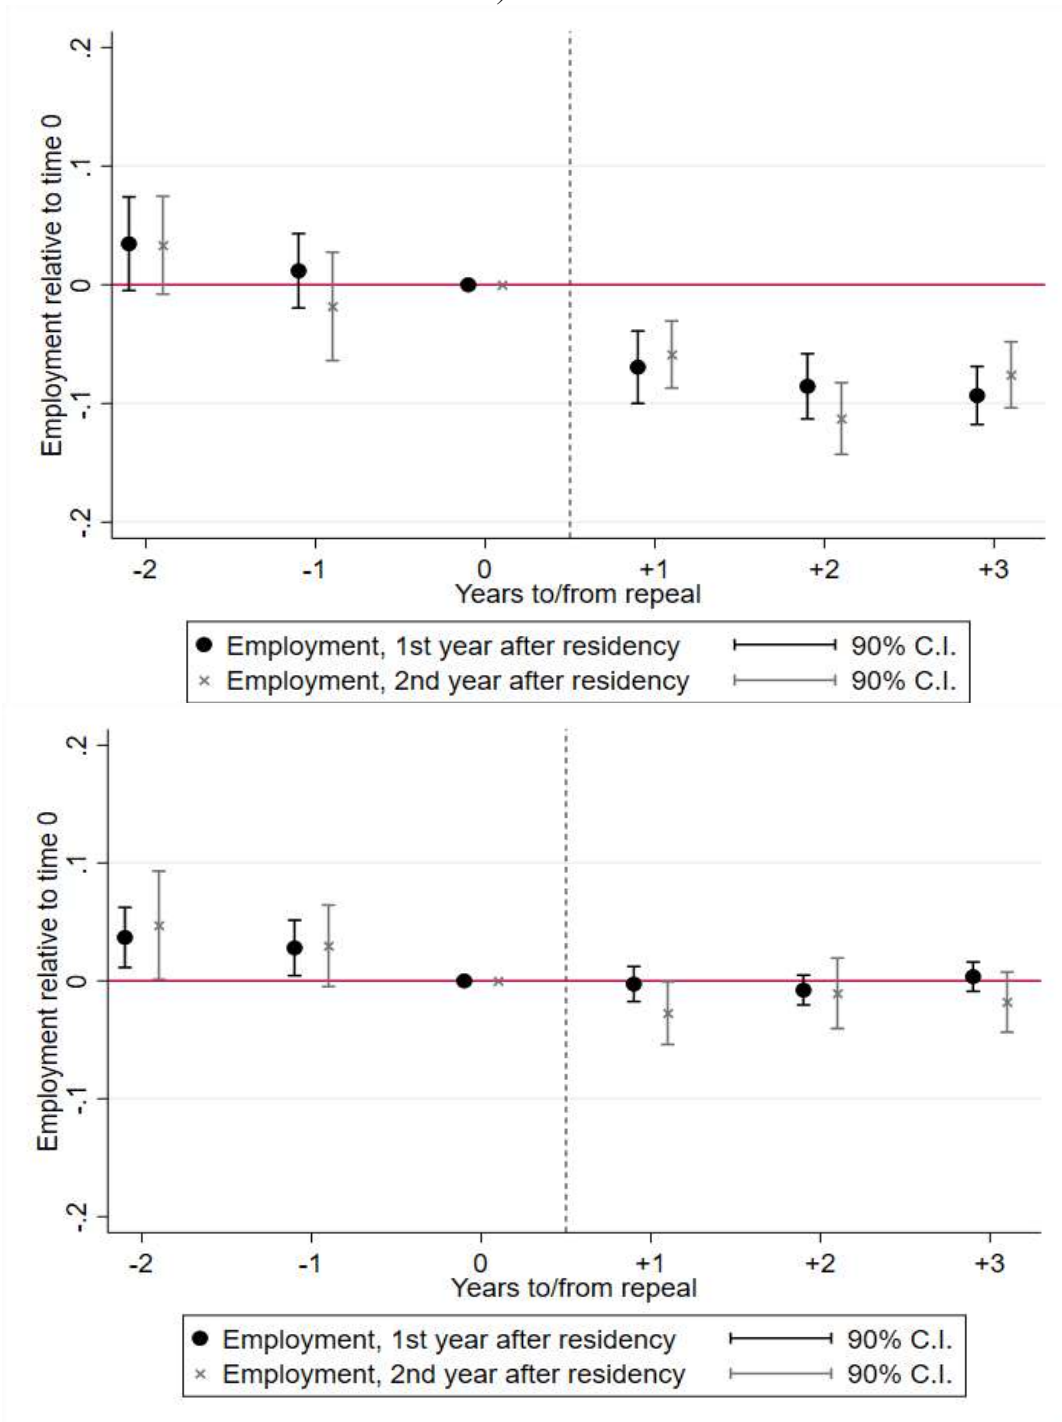 Employment relative to time 0
.2
.1
0
-.1
-.2
-2 -1 0 +1 +2 +3
Years to/from repeal
Employment, 1st year after residency 90% C.I.
Employment, 2nd year after residency 90% C.I.
Employment relative to time 0
.2
.1
0
-.1
-.2
-2 -1 0 +1 +2 +3
Years to/from repeal
Employment, 1st year after residency 90% C.I.
Employment, 2nd year after residency 90% C.I.